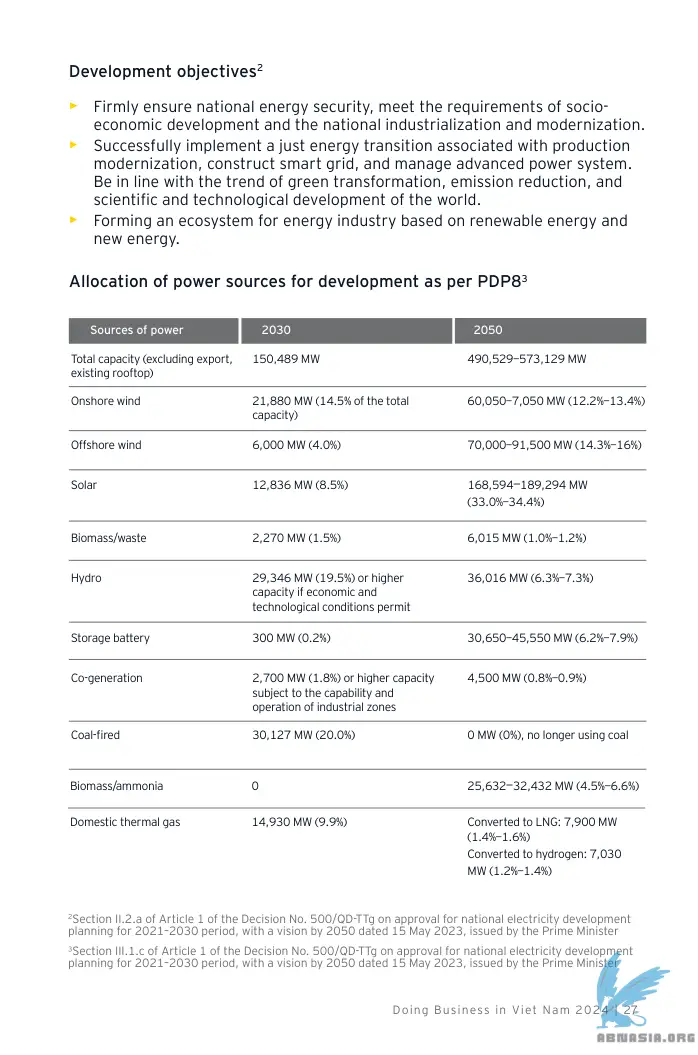 Development objectives²
► Firmly ensure national energy security, meet the requirements of socio-
economic development and the national industrialization and modernization.
► Successfully implement a just energy transition associated with production
modernization, construct smart grid, and manage advanced power system.
Be in line with the trend of green transformation, emission reduction, and
scientific and technological development of the world.
► Forming an ecosystem for energy industry based on renewable energy and
new energy.
Allocation of power sources for development as per PDP8³
Sources of power 2030 2050
Total capacity (excluding export, 150,489 MW 490,529–573,129 MW
existing rooftop)
Onshore wind 21,880 MW (14.5% of the total 60,050–7,050 MW (12.2%–13.4%)
capacity)
Offshore wind 6,000 MW (4.0%) 70,000–91,500 MW (14.3%–16%)
Solar 12,836 MW (8.5%) 168,594–189,294 MW
(33.0%–34.4%)
Biomass/waste 2,270 MW (1.5%) 6,015 MW (1.0%–1.2%)
Hydro 29,346 MW (19.5%) or higher 36,016 MW (6.3%–7.3%)
capacity if economic and
technological conditions permit
Storage battery 300 MW (0.2%) 30,650–45,550 MW (6.2%–7.9%)
Co-generation 2,700 MW (1.8%) or higher capacity 4,500 MW (0.8%–0.9%)
subject to the capability and
operation of industrial zones
Coal-fired 30,127 MW (20.0%) 0 MW (0%), no longer using coal
Biomass/ammonia 0 25,632–32,432 MW (4.5%–6.6%)
Domestic thermal gas 14,930 MW (9.9%) Converted to LNG: 7,900 MW
(1.4%–1.6%)
Converted to hydrogen: 7,030
MW (1.2%–1.4%)
²Section II.2.a of Article 1 of the Decision No. 500/QD-TTg on approval for national electricity development
planning for 2021–2030 period, with a vision by 2050 dated 15 May 2023, issued by the Prime Minister
³Section III.1.c of Article 1 of the Decision No. 500/QD-TTg on approval for national electricity development
planning for 2021–2030 period, with a vision by 2050 dated 15 May 2023, issued by the Prime Minister
Doing Business in Viet Nam 2024 | 27
ABNASIA.ORG